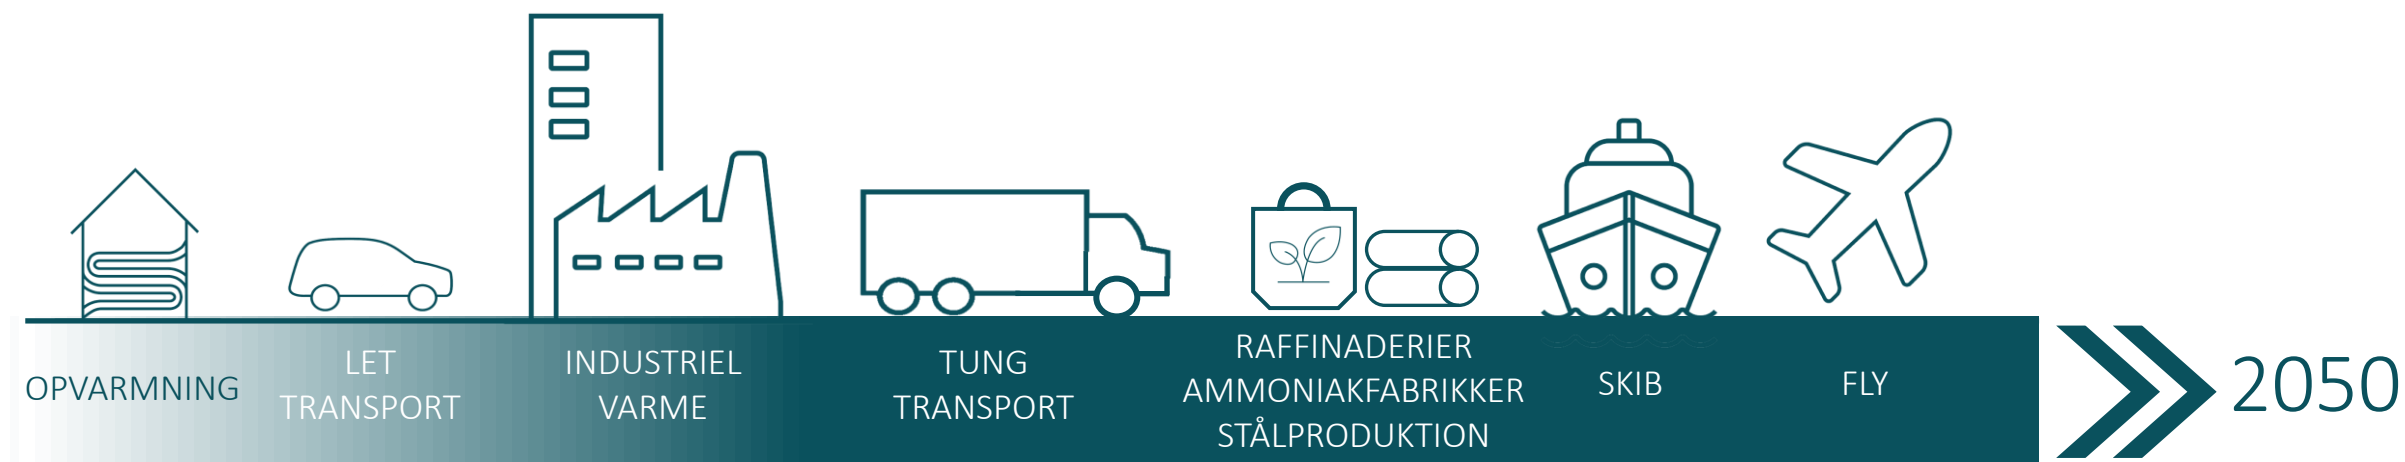 OPVARMNING
LET
TRANSPORT
INDUSTRIEL
VARME
TUNG
TRANSPORT
RAFFINADERIER
AMMONIAKFABRIKKER
STÅLPRODUKTION
SKIB
FLY
2050